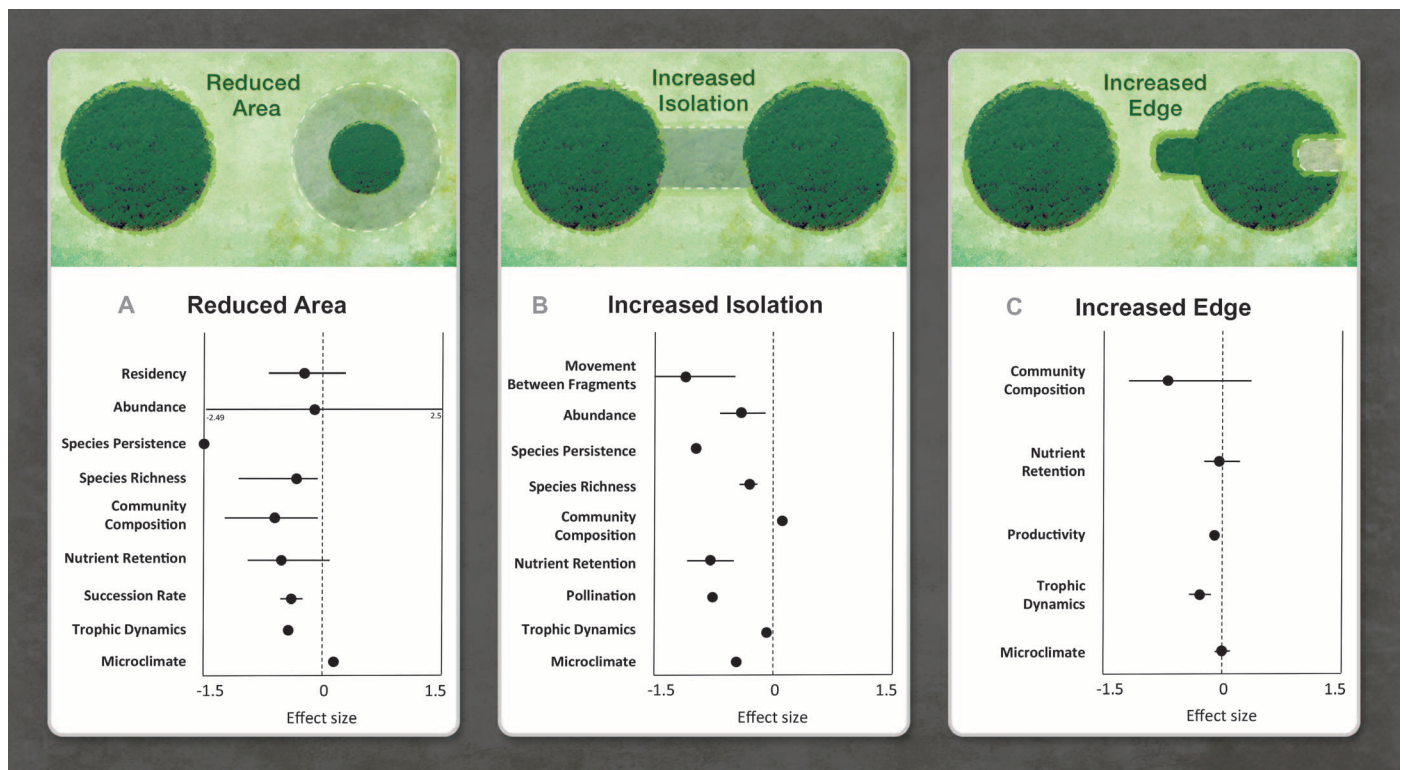 Reduced
Area
Increased
Isolation
Increased
Edge
A Reduced Area
Residency
Abundance
-2.49 2.5
Species Persistence
Species Richness
Community
Composition
Nutrient Retention
Succession Rate
Trophic Dynamics
Microclimate
-1.5 0 1.5
Effect size
B Increased Isolation
Movement
Between Fragments
Abundance
Species Persistence
Species Richness
Community
Composition
Nutrient Retention
Pollination
Trophic Dynamics
Microclimate
-1.5 0 1.5
Effect size
C Increased Edge
Community
Composition
Nutrient
Retention
Productivity
Trophic
Dynamics
Microclimate
-1.5 0 1.5
Effect size